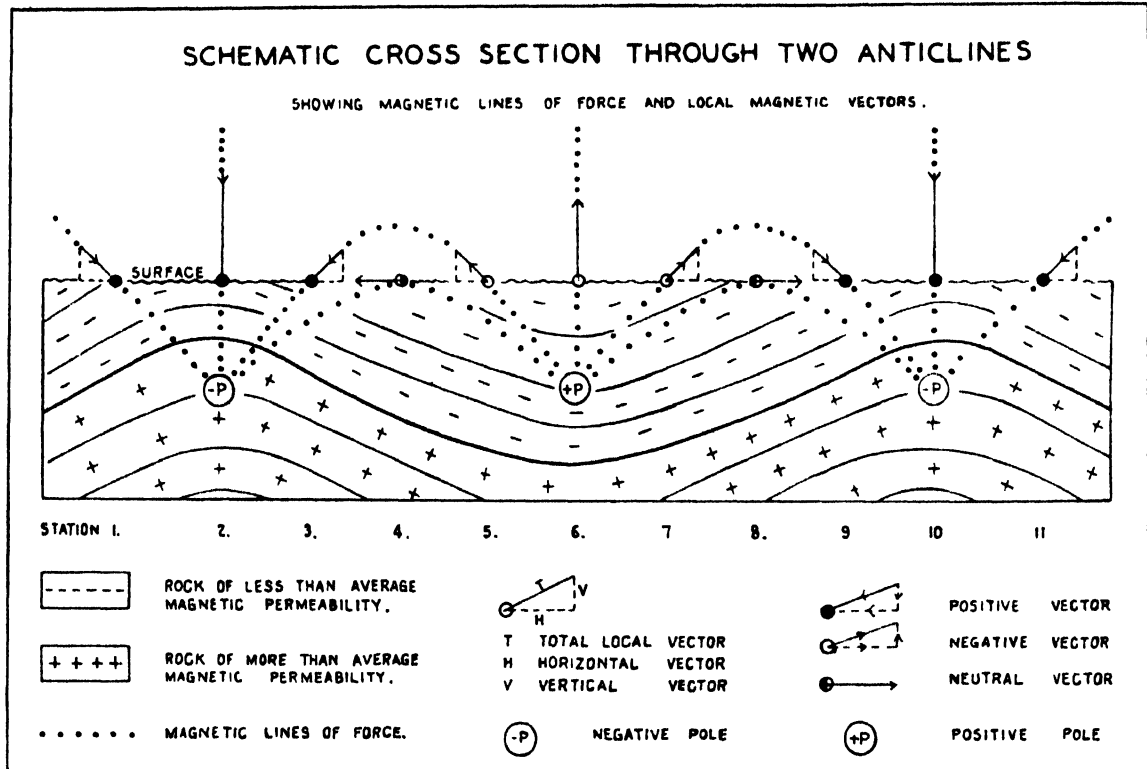 SCHEMATIC CROSS SECTION THROUGH TWO ANTICLINES
SHOWING MAGNETIC LINES OF FORCE AND LOCAL MAGNETIC VECTORS.
SURFACE
-P
+P
-P
STATION 1. 2. 3. 4. 5. 6. 7 8. 9 10 11
ROCK OF LESS THAN AVERAGE
MAGNETIC PERMEABILITY.
ROCK OF MORE THAN AVERAGE
MAGNETIC PERMEABILITY.
MAGNETIC LINES OF FORCE.
T
V
H
T TOTAL LOCAL VECTOR
H HORIZONTAL VECTOR
V VERTICAL VECTOR
-P NEGATIVE POLE
POSITIVE VECTOR
NEGATIVE VECTOR
NEUTRAL VECTOR
+P POSITIVE POLE